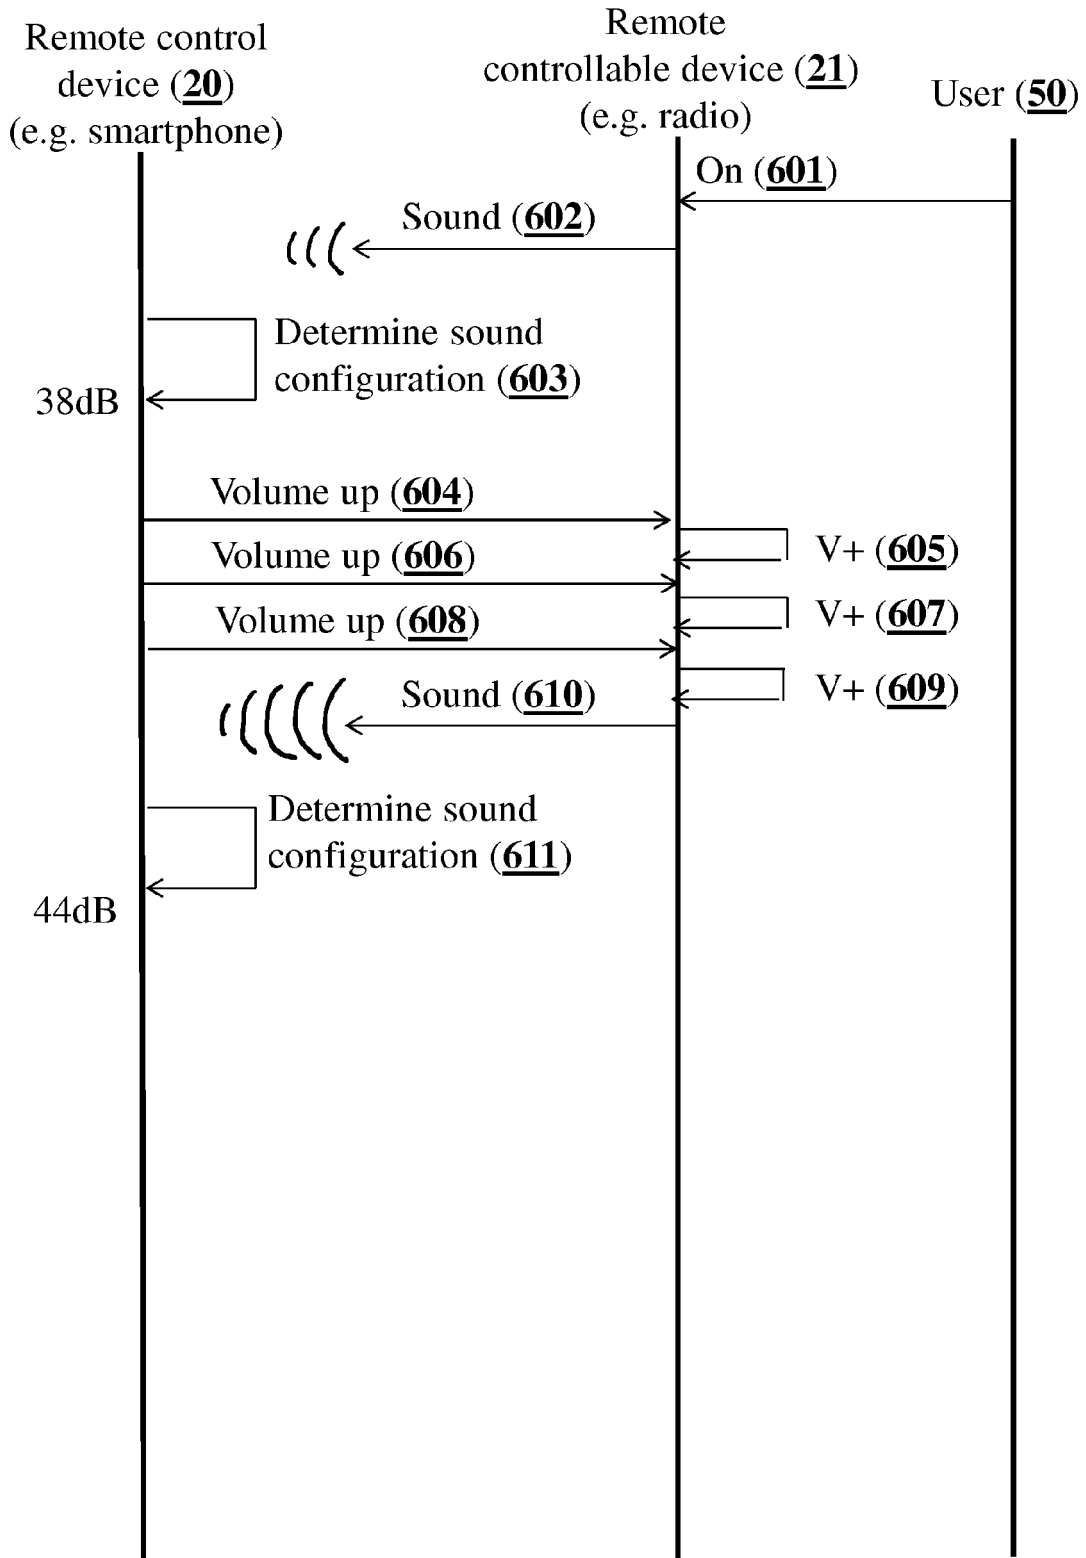 Remote control
device (20)
(e.g. smartphone)
Remote
controllable device (21)
(e.g. radio)
User (50)
On (601)
Sound (602)
Determine sound
configuration (603)
38dB
Volume up (604)
V+ (605)
Volume up (606)
V+ (607)
Volume up (608)
V+ (609)
Sound (610)
Determine sound
configuration (611)
44dB